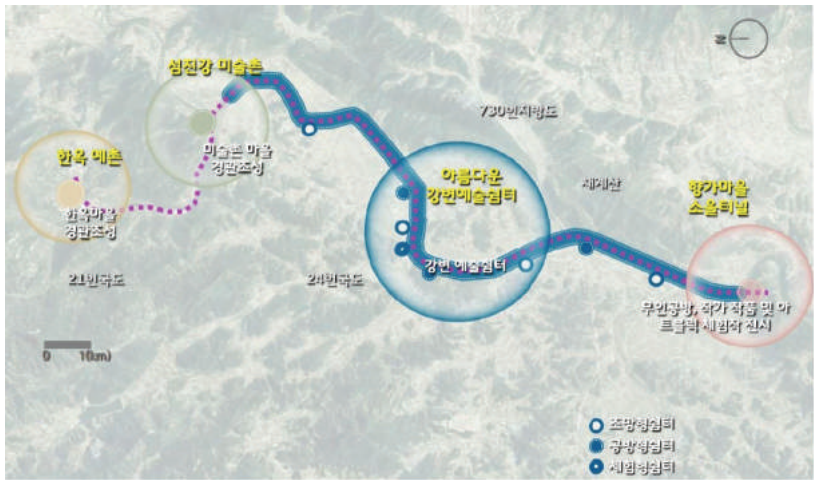 N
섬진강 미술촌
730번지방도
한옥 예촌
미술촌 마을
경관조성
아름다운
강변예술쉼터
세계산
향가마을
소울터널
한옥마을
경관조성
21번국도
24번국도
강변 예술쉼터
무인공방, 작가 작품 및 아
트블럭 체험작 전시
0 10(km)
조망형쉼터
공방형쉼터
체험형쉼터